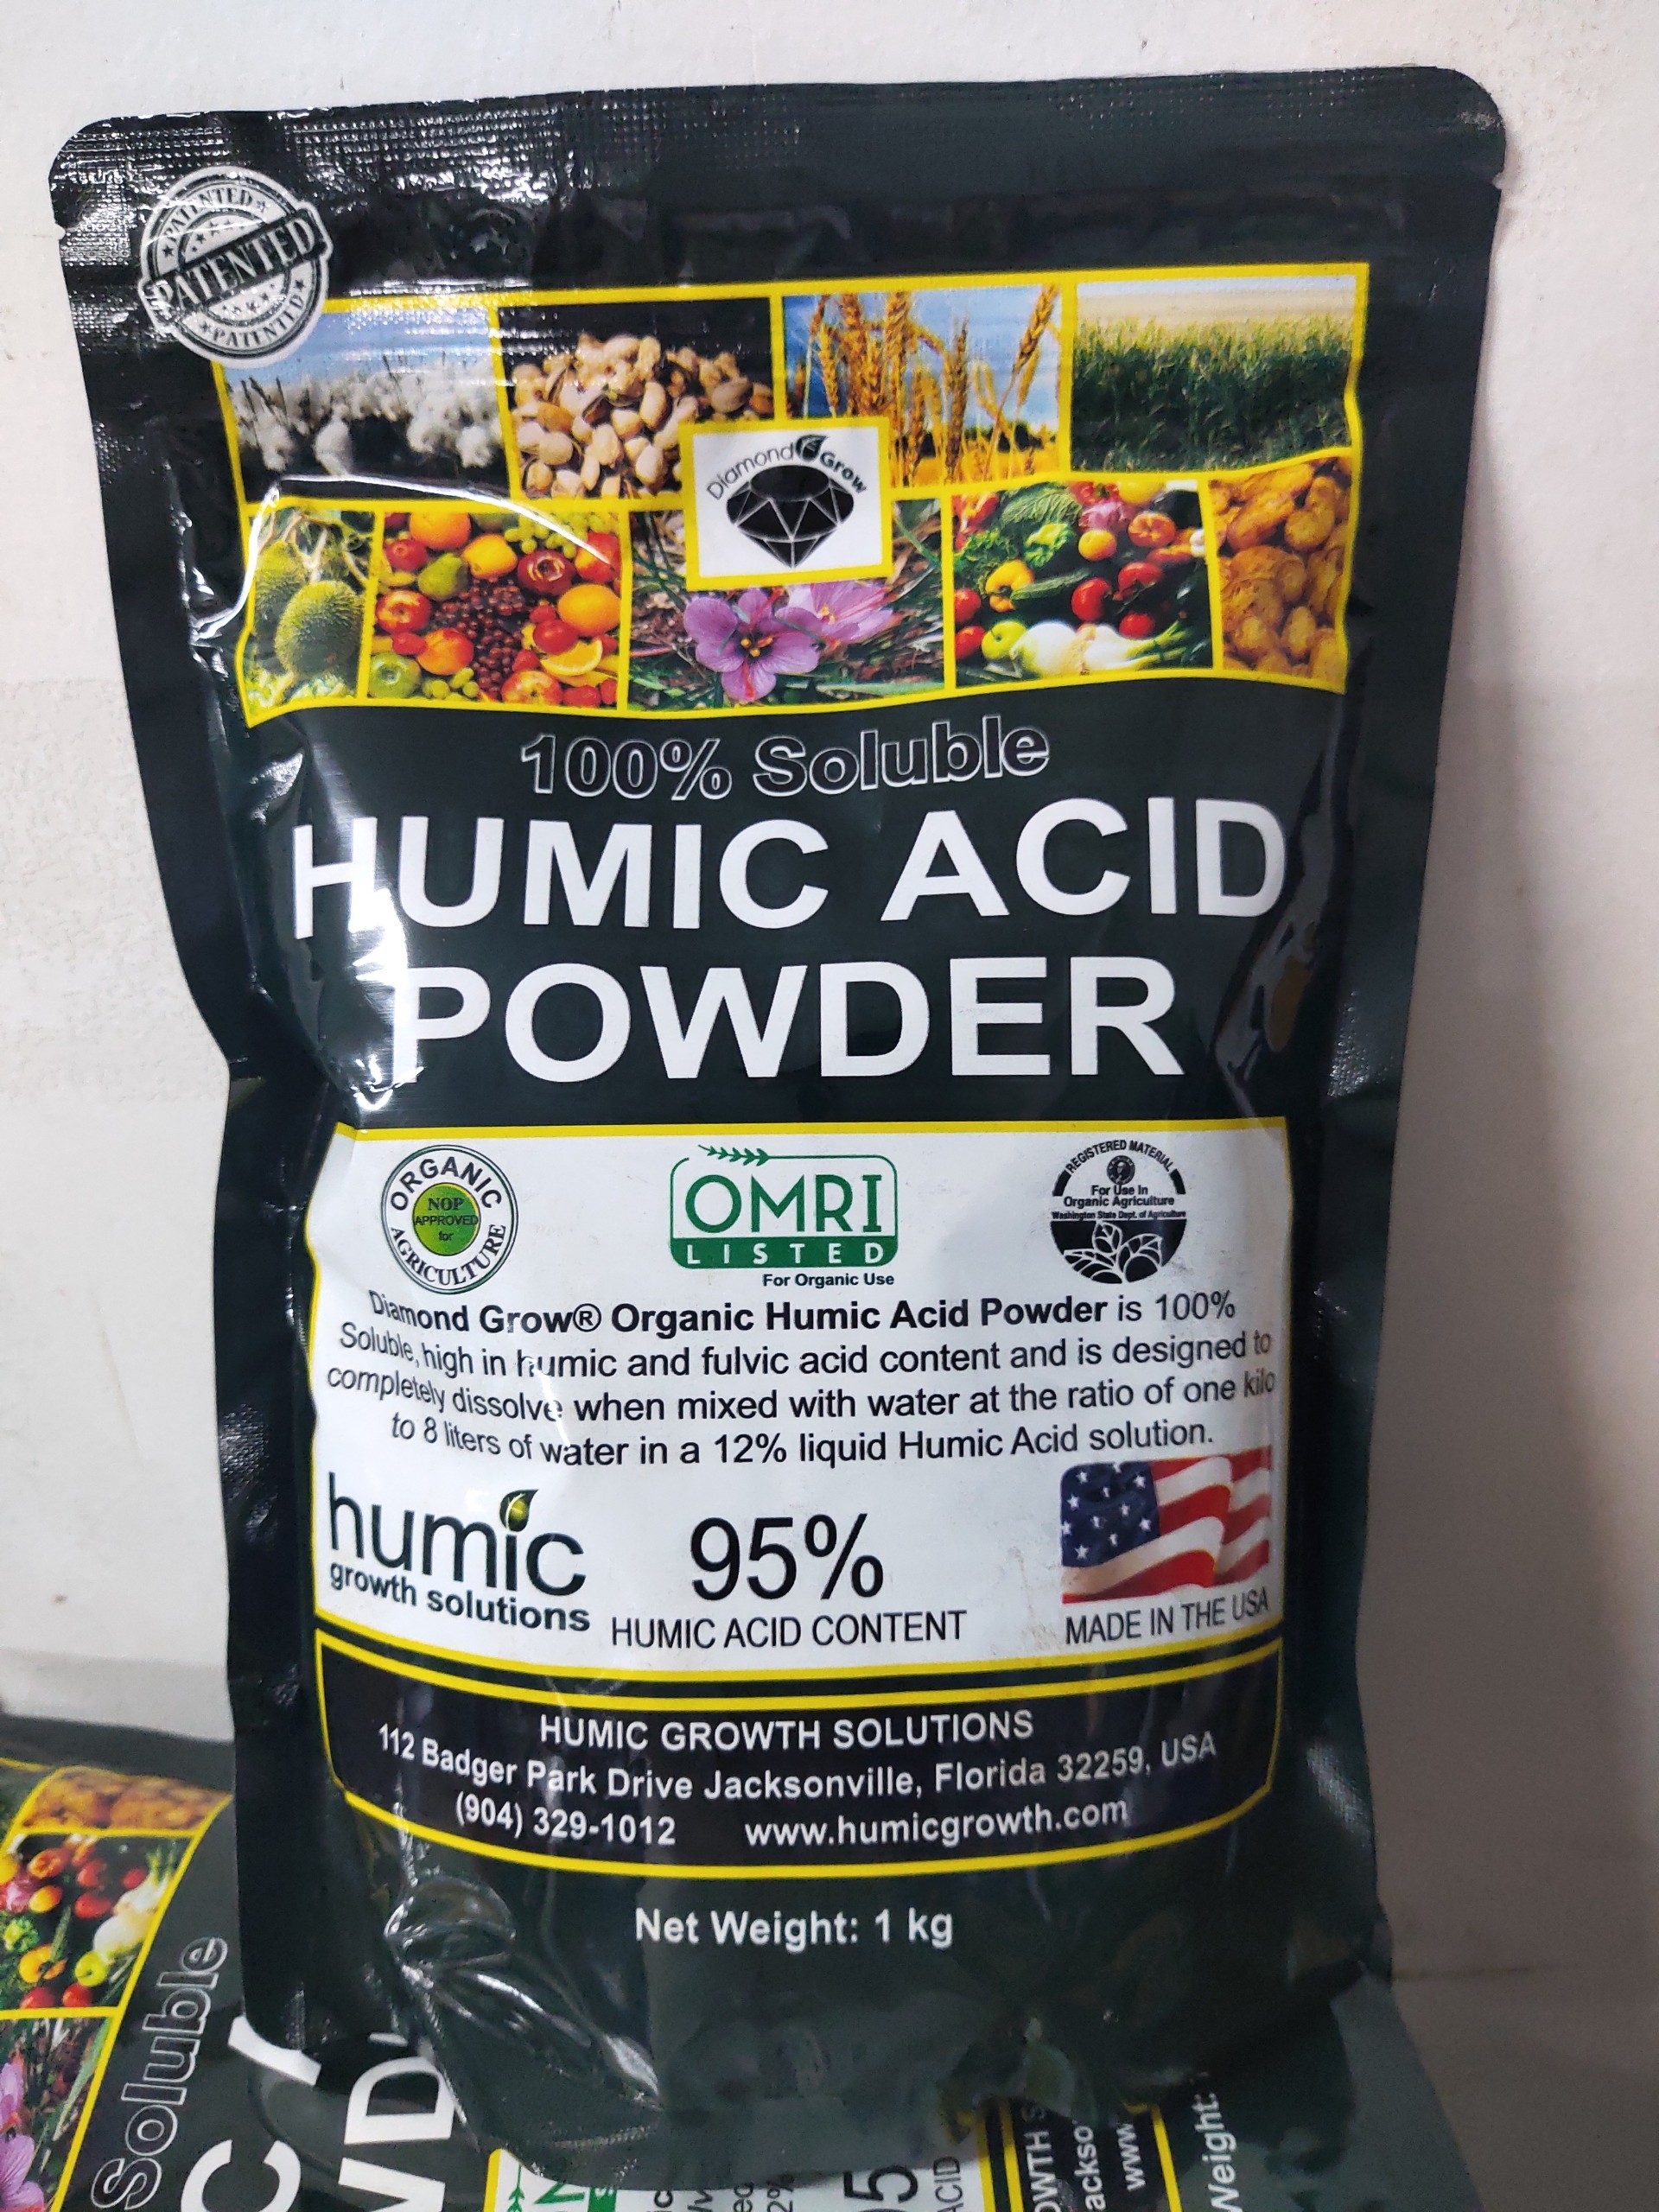 PATENTED
PATENTED
PATENTED
Diamond Grow
100% Soluble
HUMIC ACID
POWDER
ORGANIC
NOP
APPROVED
for
AGRICULTURE
OMRI
LISTED
For Organic Use
REGISTERED MATERIAL
For Use In
Organic Agriculture
Washington State Dept. of Agriculture
Diamond Grow® Organic Humic Acid Powder is 100%
Soluble, high in humic and fulvic acid content and is designed to
completely dissolve when mixed with water at the ratio of one kilo
to 8 liters of water in a 12% liquid Humic Acid solution.
humic
growth solutions
95%
HUMIC ACID CONTENT
MADE IN THE USA
HUMIC GROWTH SOLUTIONS
112 Badger Park Drive Jacksonville, Florida 32259, USA
(904) 329-1012 www.humicgrowth.com
Net Weight: 1 kg
Soluble